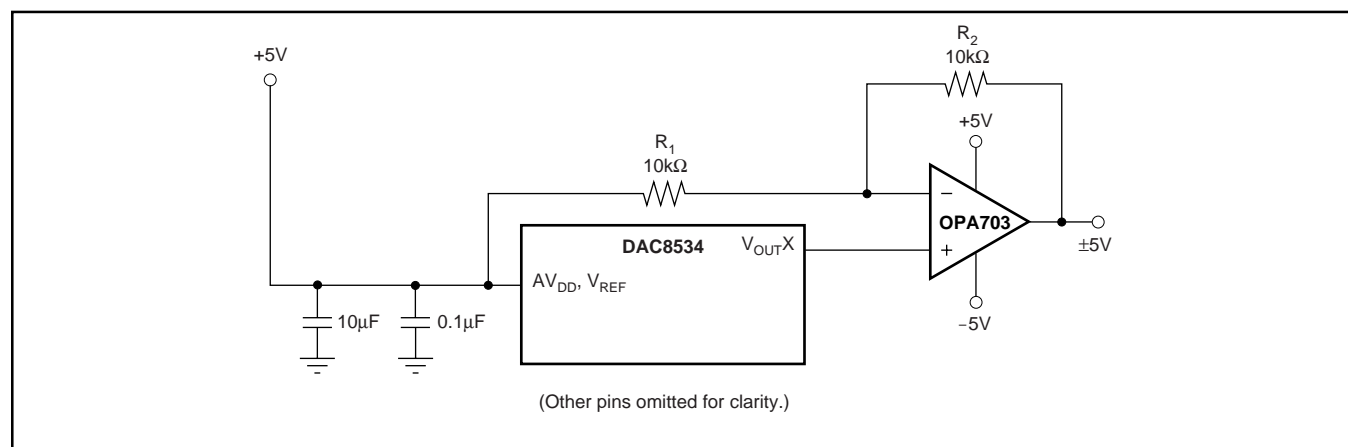 +5V
R2
10kΩ
+5V
R1
10kΩ
−
OPA703
+
±5V
−5V
DAC8534
VOUTX
AVDD, VREF
10µF
0.1µF
(Other pins omitted for clarity.)